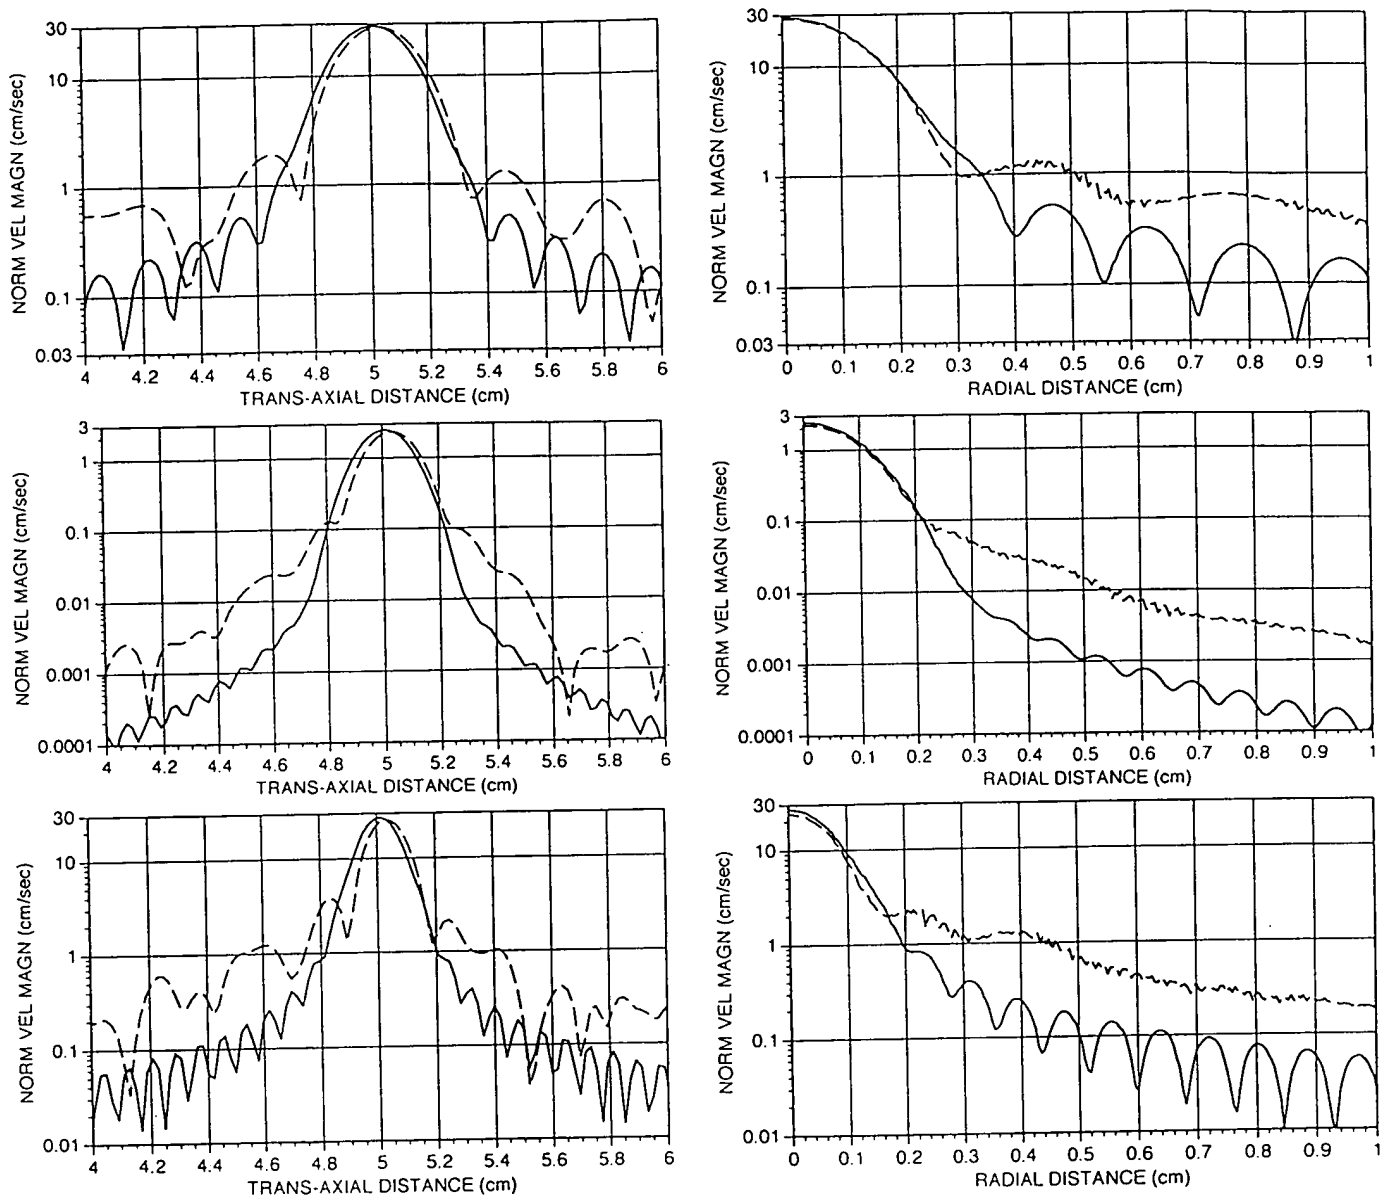 NORM VEL MAGN (cm/sec)
30
10
1
0.1
0.03
4 4.2 4.4 4.6 4.8 5 5.2 5.4 5.6 5.8 6
TRANS-AXIAL DISTANCE (cm)
NORM VEL MAGN (cm/sec)
30
10
1
0.1
0.03
0 0.1 0.2 0.3 0.4 0.5 0.6 0.7 0.8 0.9 1
RADIAL DISTANCE (cm)
NORM VEL MAGN (cm/sec)
3
1
0.1
0.01
0.001
0.0001
4 4.2 4.4 4.6 4.8 5 5.2 5.4 5.6 5.8 6
TRANS-AXIAL DISTANCE (cm)
NORM VEL MAGN (cm/sec)
3
1
0.1
0.01
0.001
0.0001
0 0.1 0.2 0.3 0.4 0.5 0.6 0.7 0.8 0.9 1
RADIAL DISTANCE (cm)
NORM VEL MAGN (cm/sec)
30
10
1
0.1
0.01
4 4.2 4.4 4.6 4.8 5 5.2 5.4 5.6 5.8 6
TRANS-AXIAL DISTANCE (cm)
NORM VEL MAGN (cm/sec)
30
10
1
0.1
0.01
0 0.1 0.2 0.3 0.4 0.5 0.6 0.7 0.8 0.9 1
RADIAL DISTANCE (cm)